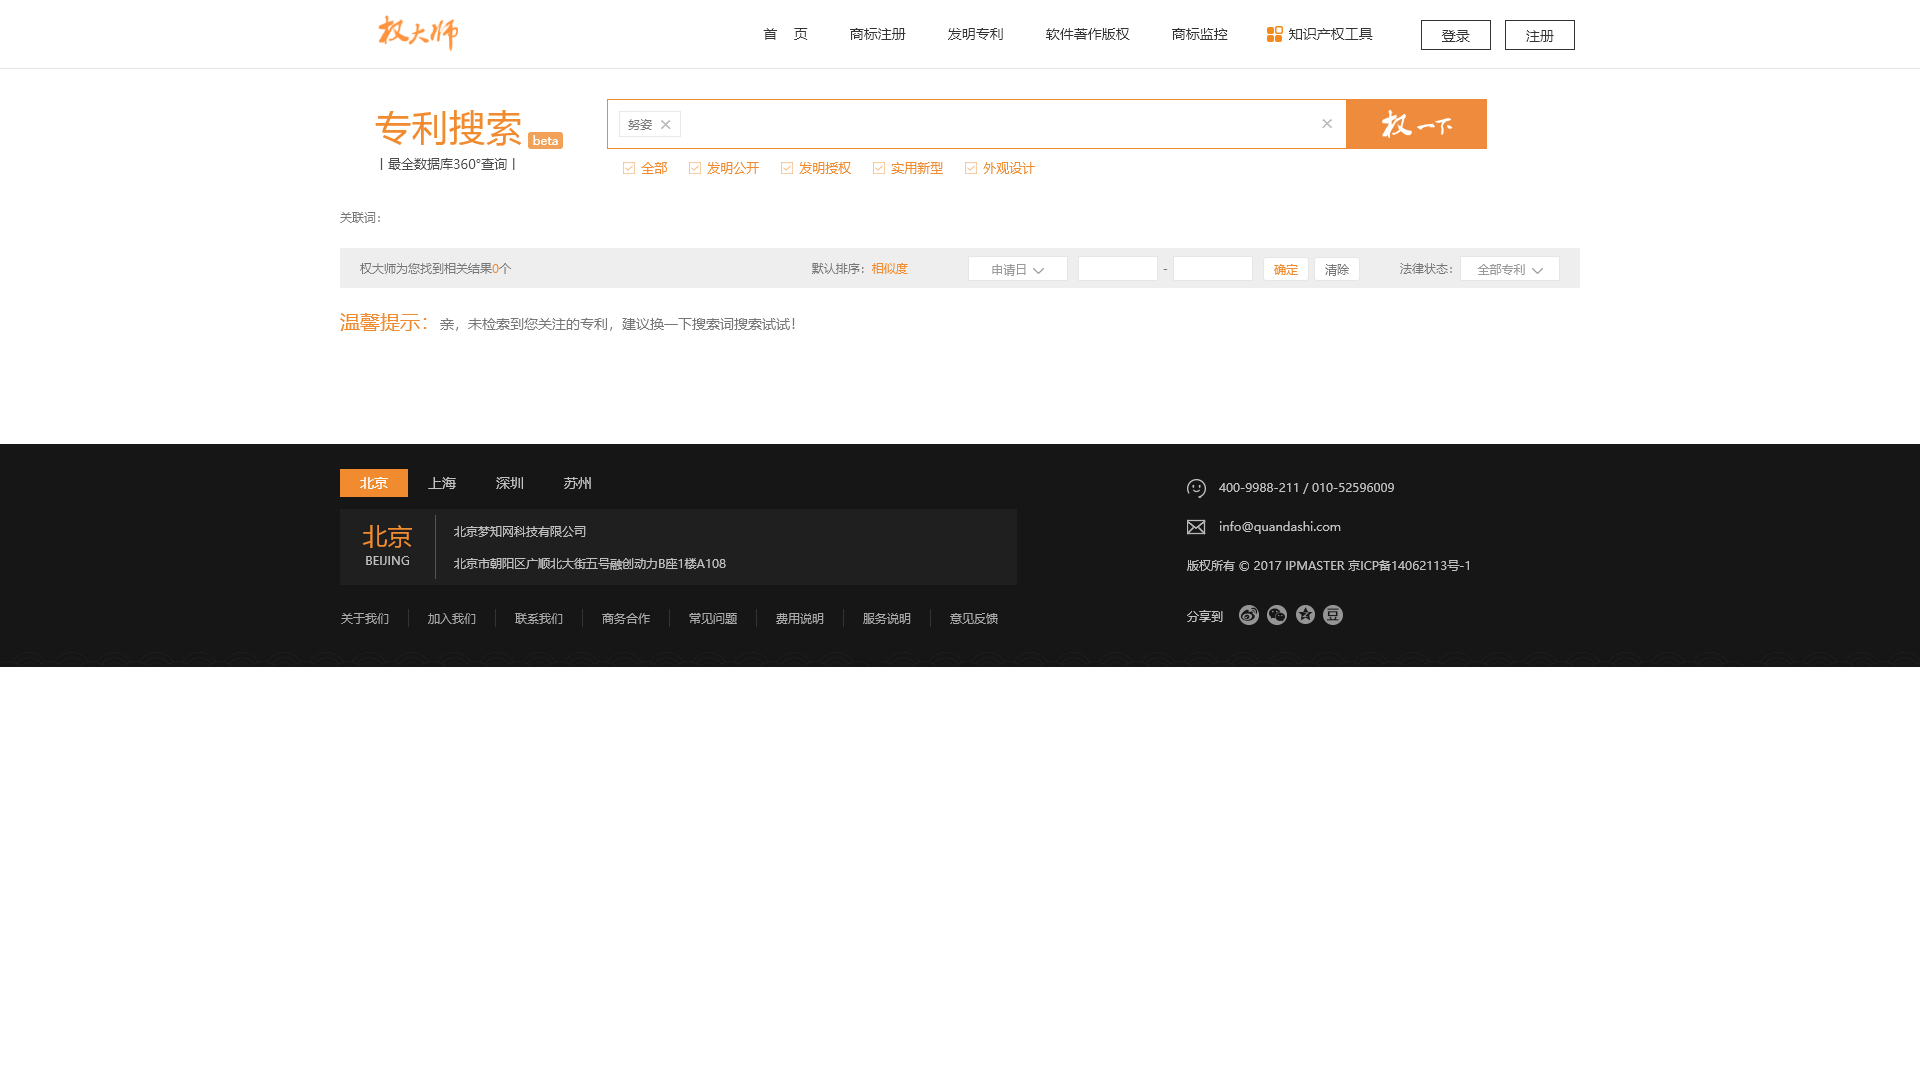 权大师
首 页 商标注册 发明专利 软件著作版权 商标监控 知识产权工具 登录 注册
专利搜索 beta
丨最全数据库360°查询丨
努姿
权一下
全部 发明公开 发明授权 实用新型 外观设计
关联词：
权大师为您找到相关结果0个 默认排序： 相似度 申请日 - 确定 清除 法律状态： 全部专利
温馨提示： 亲，未检索到您关注的专利，建议换一下搜索词搜索试试！
北京 上海 深圳 苏州
北京
BEIJING
北京梦知网科技有限公司
北京市朝阳区广顺北大街五号融创动力B座1楼A108
关于我们 加入我们 联系我们 商务合作 常见问题 费用说明 服务说明 意见反馈
400-9988-211 / 010-52596009
info@quandashi.com
版权所有 © 2017 IPMASTER 京ICP备14062113号-1
分享到 豆